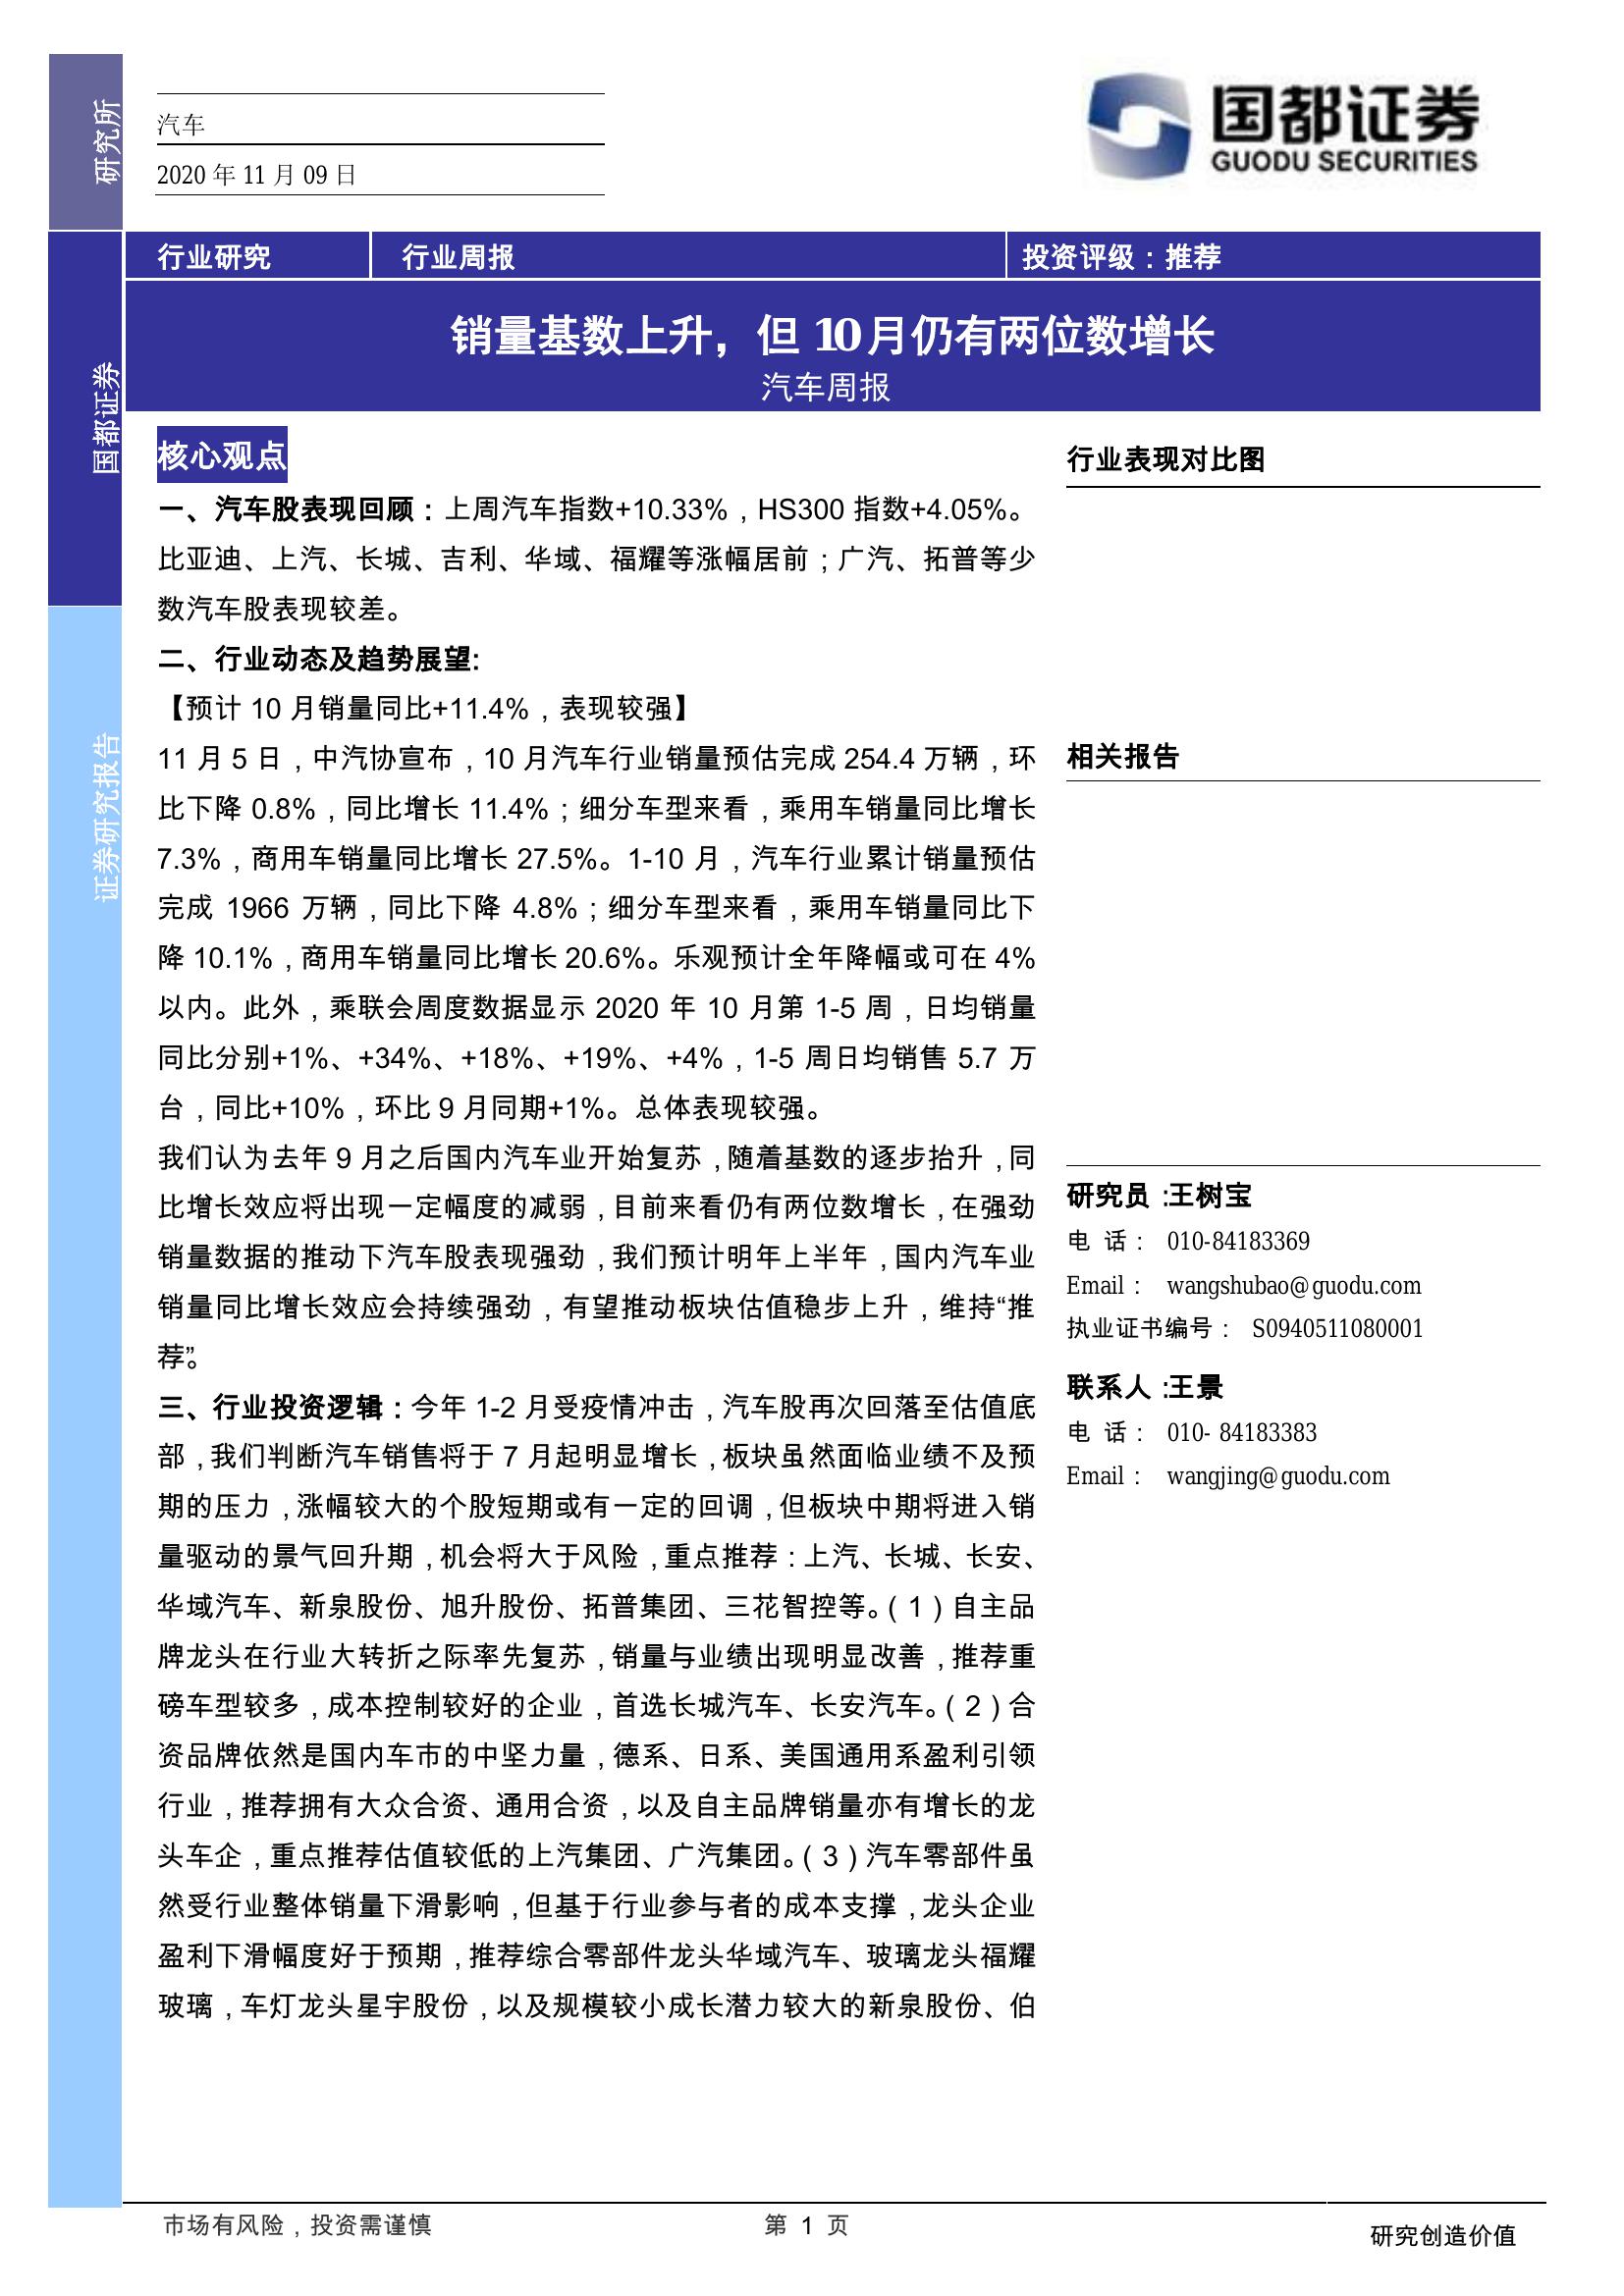 研究所
国都证券
证券研究报告
汽车
2020 年 11 月 09 日
国都证券
GUODU SECURITIES
行业研究
行业周报
投资评级：推荐
销量基数上升，但 10 月仍有两位数增长
汽车周报
核心观点
一、汽车股表现回顾：上周汽车指数+10.33%，HS300 指数+4.05%。
比亚迪、上汽、长城、吉利、华域、福耀等涨幅居前；广汽、拓普等少
数汽车股表现较差。
二、行业动态及趋势展望:
【预计 10 月销量同比+11.4%，表现较强】
11 月 5 日，中汽协宣布，10 月汽车行业销量预估完成 254.4 万辆，环
比下降 0.8%，同比增长 11.4%；细分车型来看，乘用车销量同比增长
7.3%，商用车销量同比增长 27.5%。1-10 月，汽车行业累计销量预估
完成 1966 万辆，同比下降 4.8%；细分车型来看，乘用车销量同比下
降 10.1%，商用车销量同比增长 20.6%。乐观预计全年降幅或可在 4%
以内。此外，乘联会周度数据显示 2020 年 10 月第 1-5 周，日均销量
同比分别+1%、+34%、+18%、+19%、+4%，1-5 周日均销售 5.7 万
台，同比+10%，环比 9 月同期+1%。总体表现较强。
我们认为去年 9 月之后国内汽车业开始复苏，随着基数的逐步抬升，同
比增长效应将出现一定幅度的减弱，目前来看仍有两位数增长，在强劲
销量数据的推动下汽车股表现强劲，我们预计明年上半年，国内汽车业
销量同比增长效应会持续强劲，有望推动板块估值稳步上升，维持“推
荐”。
三、行业投资逻辑：今年 1-2 月受疫情冲击，汽车股再次回落至估值底
部，我们判断汽车销售将于 7 月起明显增长，板块虽然面临业绩不及预
期的压力，涨幅较大的个股短期或有一定的回调，但板块中期将进入销
量驱动的景气回升期，机会将大于风险，重点推荐：上汽、长城、长安、
华域汽车、新泉股份、旭升股份、拓普集团、三花智控等。（1）自主品
牌龙头在行业大转折之际率先复苏，销量与业绩出现明显改善，推荐重
磅车型较多，成本控制较好的企业，首选长城汽车、长安汽车。（2）合
资品牌依然是国内车市的中坚力量，德系、日系、美国通用系盈利引领
行业，推荐拥有大众合资、通用合资，以及自主品牌销量亦有增长的龙
头车企，重点推荐估值较低的上汽集团、广汽集团。（3）汽车零部件虽
然受行业整体销量下滑影响，但基于行业参与者的成本支撑，龙头企业
盈利下滑幅度好于预期，推荐综合零部件龙头华域汽车、玻璃龙头福耀
玻璃，车灯龙头星宇股份，以及规模较小成长潜力较大的新泉股份、伯
行业表现对比图
相关报告
研究员：王树宝
电 话： 010-84183369
Email： wangshubao@guodu.com
执业证书编号： S0940511080001
联系人：王景
电 话： 010- 84183383
Email： wangjing@guodu.com
市场有风险，投资需谨慎
第 1 页
研究创造价值